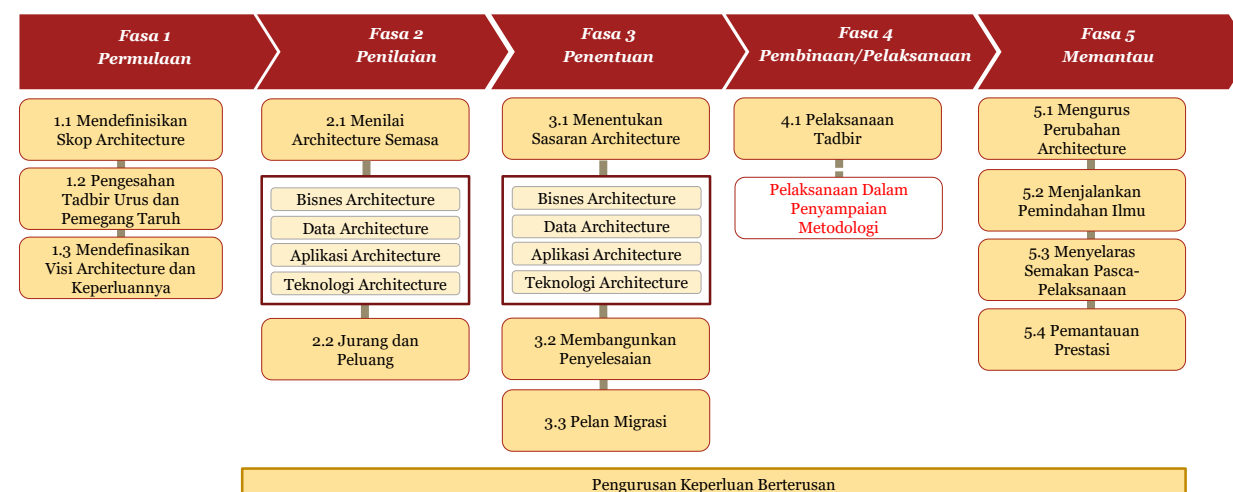 Fasa 1
Permulaan
Fasa 2
Penilaian
Fasa 3
Penentuan
Fasa 4
Pembinaan/Pelaksanaan
Fasa 5
Memantau
1.1 Mendefinisikan
Skop Architecture
1.2 Pengesahan
Tadbir Urus dan
Pemegang Taruh
1.3 Mendefinasikan
Visi Architecture dan
Keperluannya
2.1 Menilai
Architecture Semasa
Bisnes Architecture
Data Architecture
Aplikasi Architecture
Teknologi Architecture
2.2 Jurang dan
Peluang
3.1 Menentukan
Sasaran Architecture
Bisnes Architecture
Data Architecture
Aplikasi Architecture
Teknologi Architecture
3.2 Membangunkan
Penyelesaian
3.3 Pelan Migrasi
4.1 Pelaksanaan
Tadbir
Pelaksanaan Dalam
Penyampaian
Metodologi
5.1 Mengurus
Perubahan
Architecture
5.2 Menjalankan
Pemindahan Ilmu
5.3 Menyelaras
Semakan Pasca-
Pelaksanaan
5.4 Pemantauan
Prestasi
Pengurusan Keperluan Berterusan